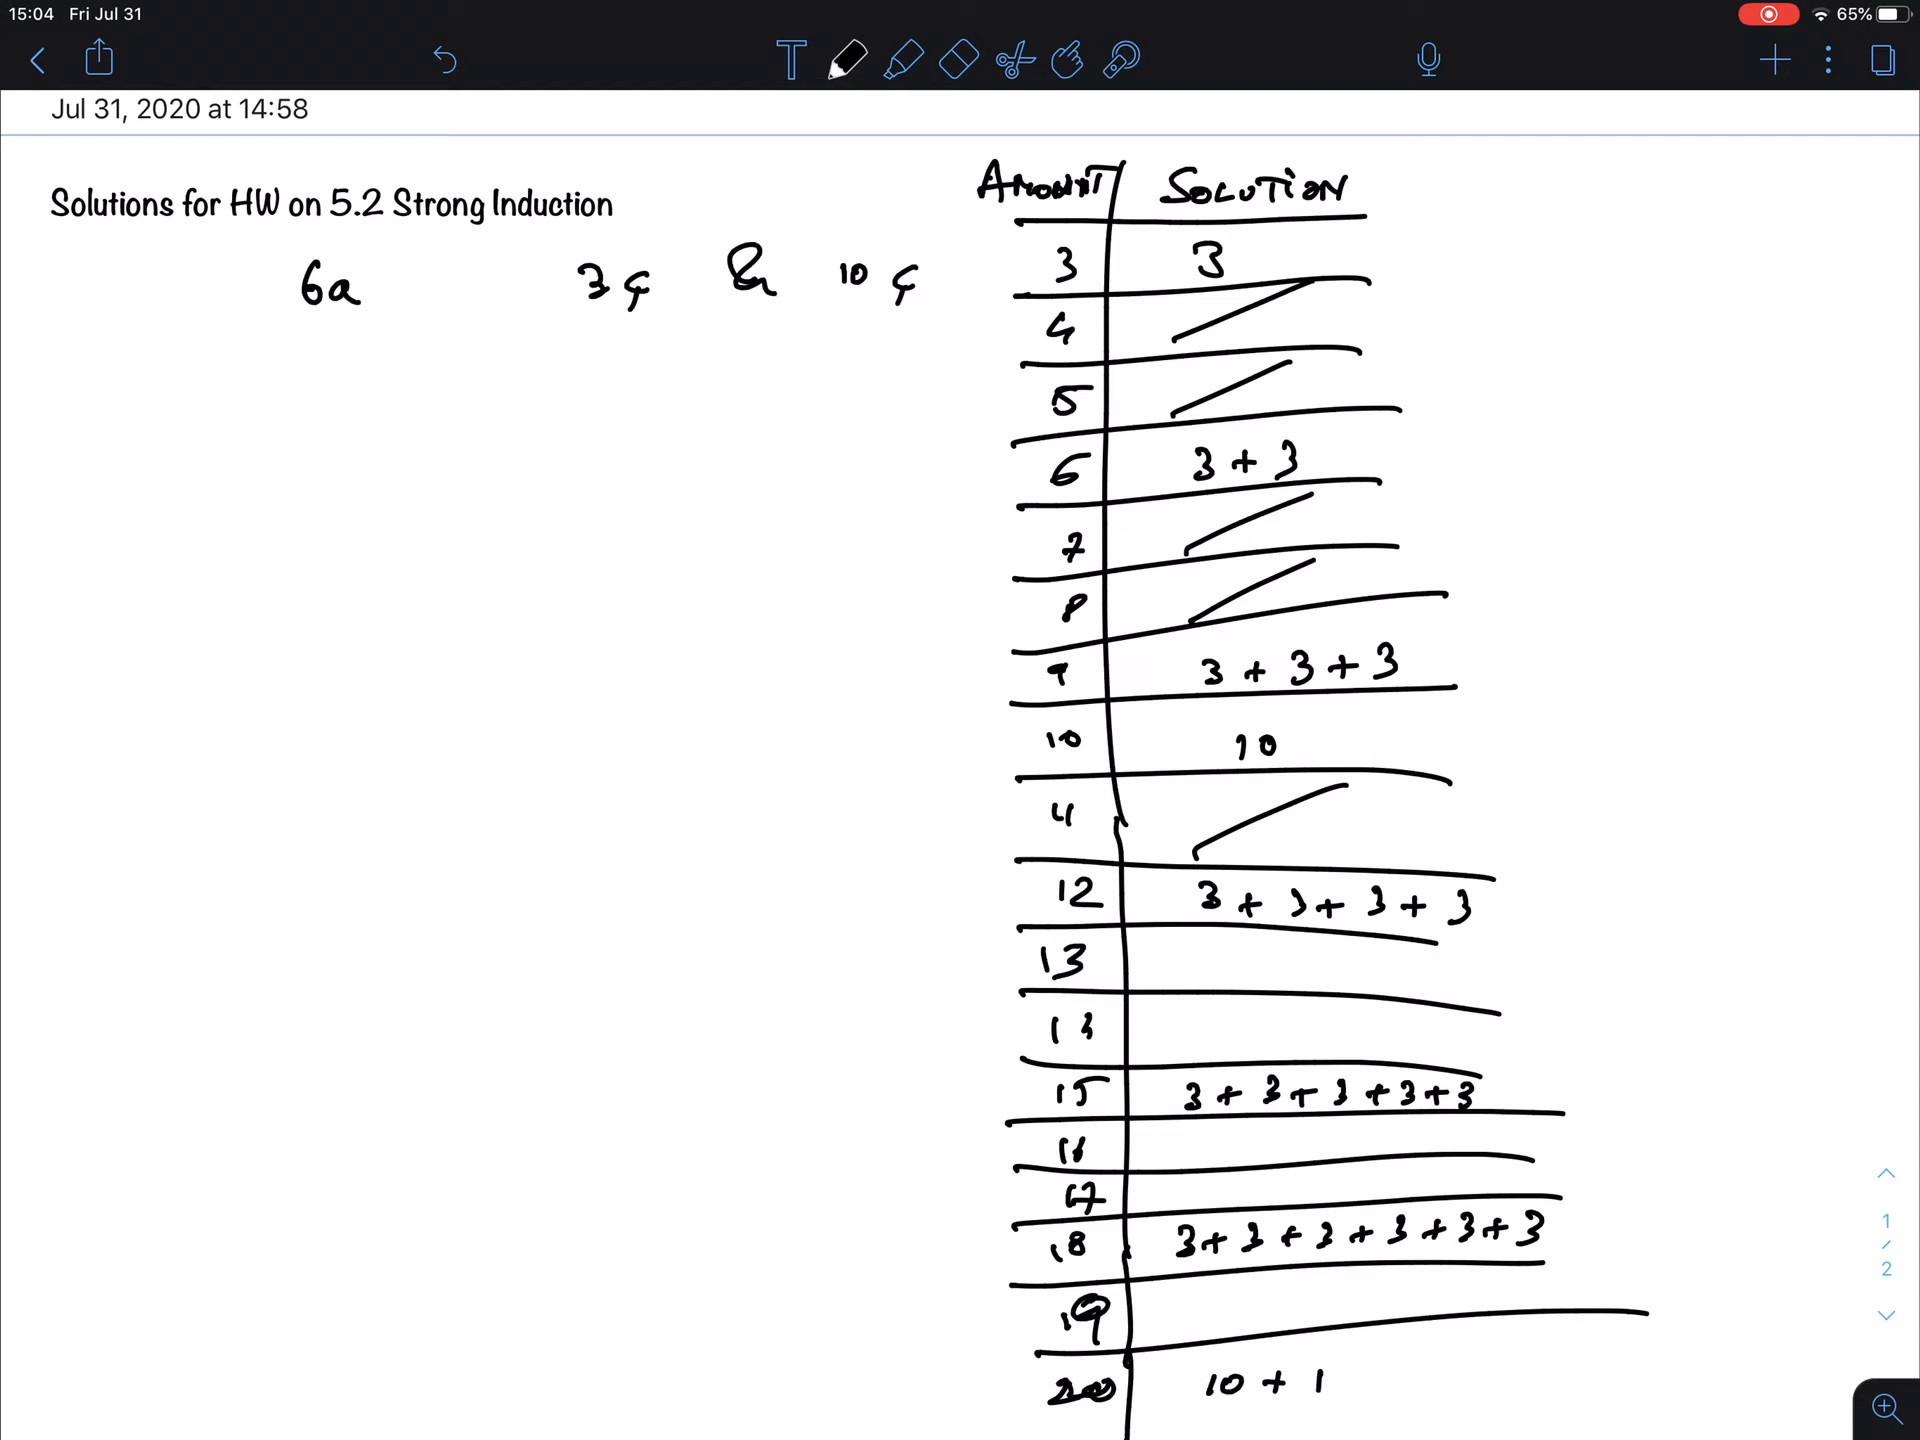 15:04 Fri Jul 31
65%
Jul 31, 2020 at 14:58
Solutions for HW on 5.2 Strong Induction
6a 3¢ & 10¢
AMOUNT SOLUTION
3 3
4
5
6 3 + 3
7
8
9 3 + 3 + 3
10 10
11
12 3 + 3 + 3 + 3
13
13
15 3 + 3 + 3 + 3 + 3
16
17
18 3 + 3 + 3 + 3 + 3 + 3
19
20 10 + 1
1
/
2